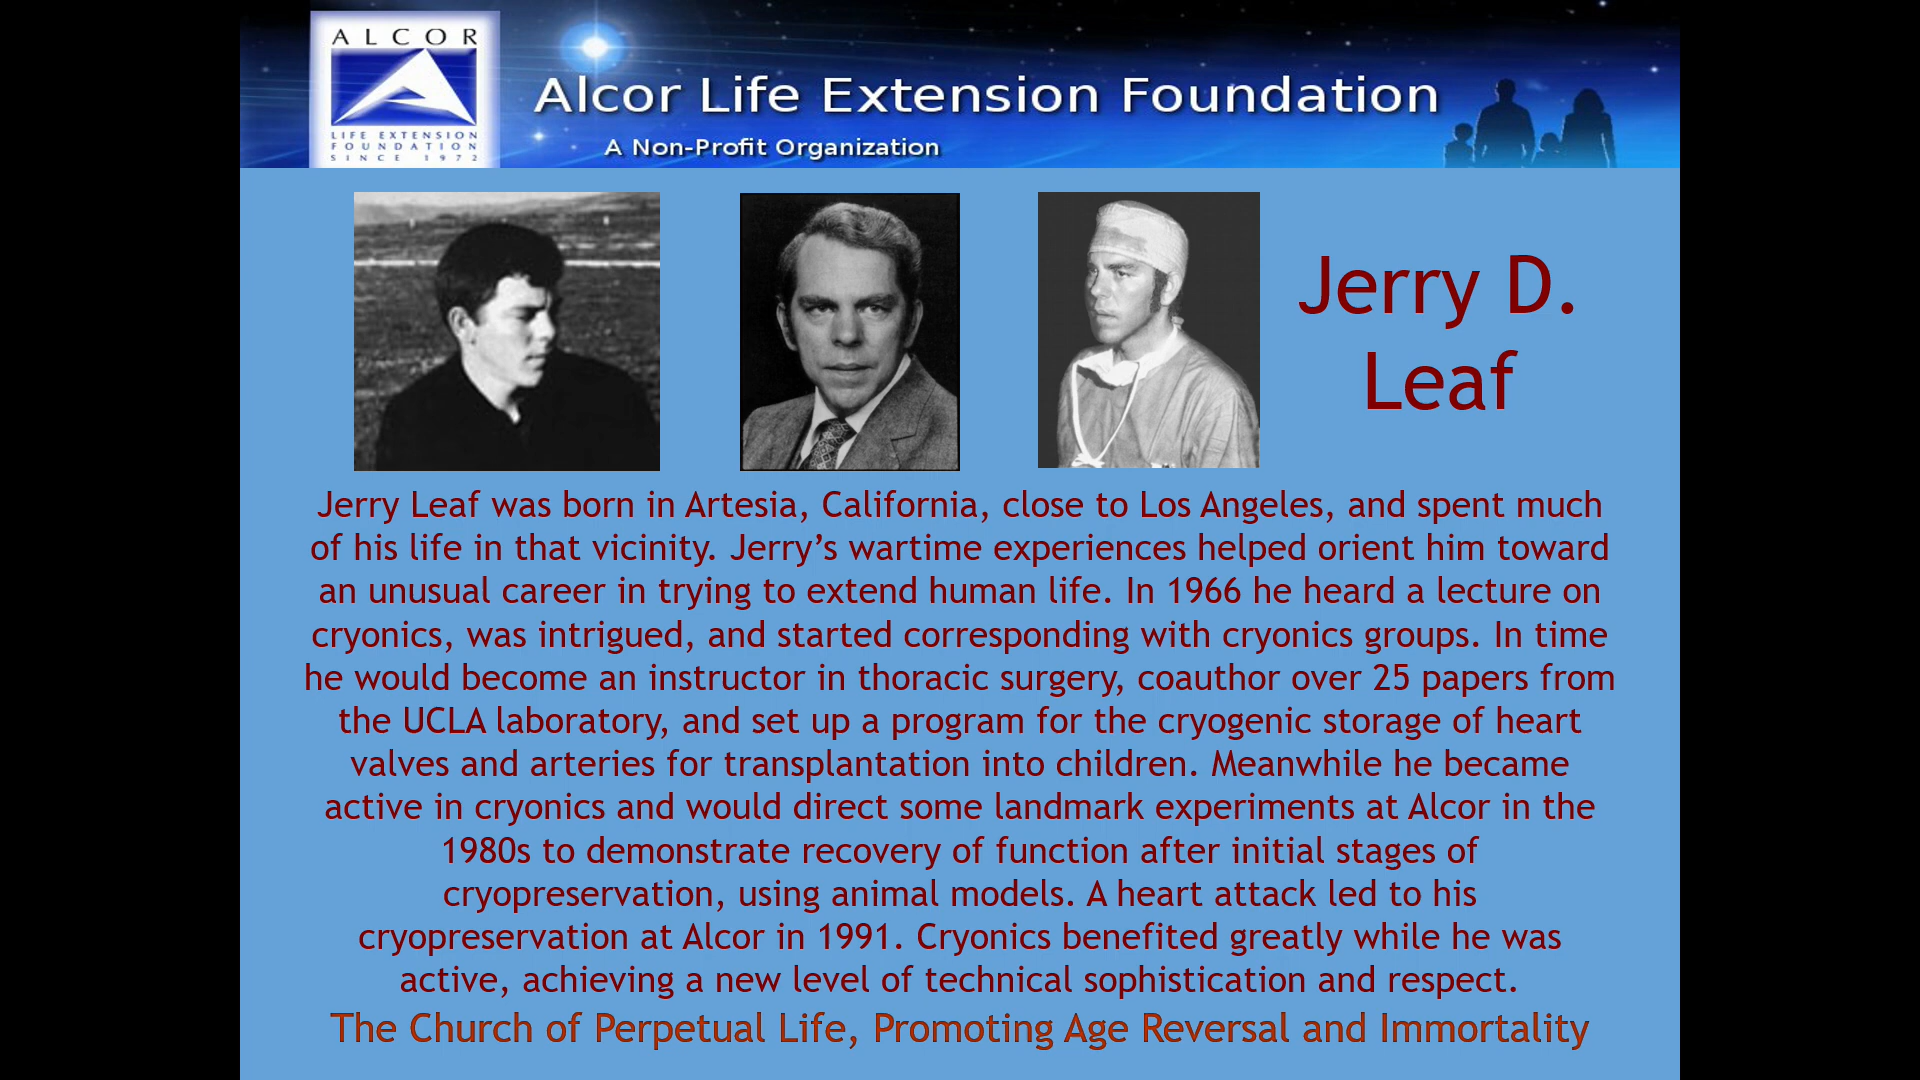 ALCOR
LIFE EXTENSION
FOUNDATION
SINCE 1972
Alcor Life Extension Foundation
A Non-Profit Organization
Jerry D.
Leaf
Jerry Leaf was born in Artesia, California, close to Los Angeles, and spent much
of his life in that vicinity. Jerry’s wartime experiences helped orient him toward
an unusual career in trying to extend human life. In 1966 he heard a lecture on
cryonics, was intrigued, and started corresponding with cryonics groups. In time
he would become an instructor in thoracic surgery, coauthor over 25 papers from
the UCLA laboratory, and set up a program for the cryogenic storage of heart
valves and arteries for transplantation into children. Meanwhile he became
active in cryonics and would direct some landmark experiments at Alcor in the
1980s to demonstrate recovery of function after initial stages of
cryopreservation, using animal models. A heart attack led to his
cryopreservation at Alcor in 1991. Cryonics benefited greatly while he was
active, achieving a new level of technical sophistication and respect.
The Church of Perpetual Life, Promoting Age Reversal and Immortality